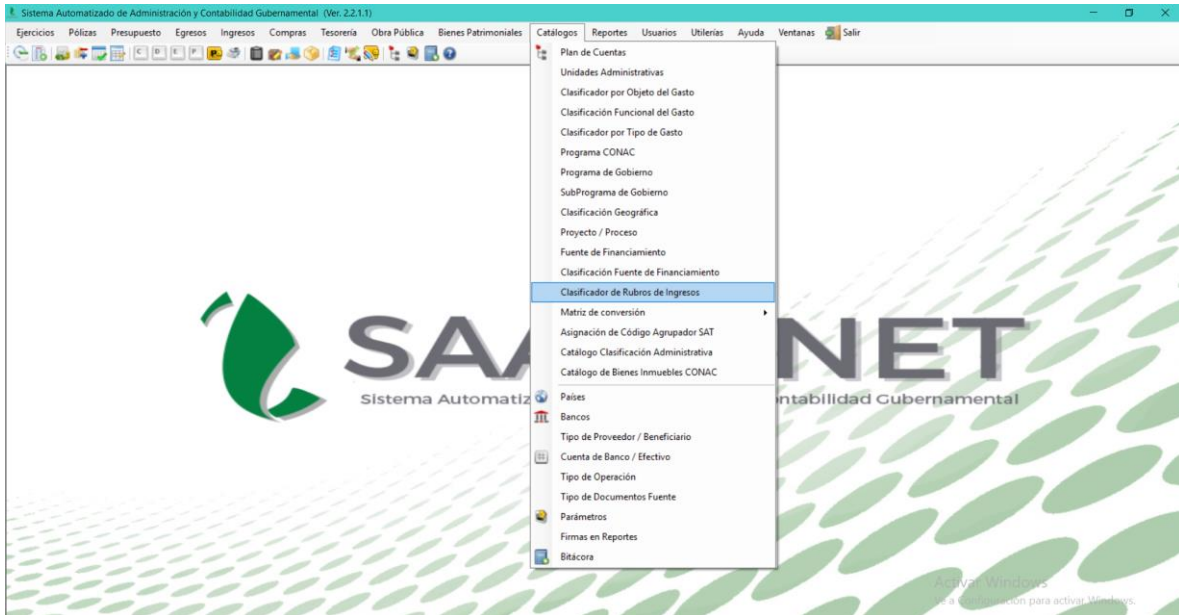 Sistema Automatizado de Administración y Contabilidad Gubernamental (Ver. 2.2.1.1)
Ejercicios Pólizas Presupuesto Egresos Ingresos Compras Tesorería Obra Pública Bienes Patrimoniales Catálogos Reportes Usuarios Utilerías Ayuda Ventanas Salir
C D E P P
Plan de Cuentas
Unidades Administrativas
Clasificador por Objeto del Gasto
Clasificación Funcional del Gasto
Clasificador por Tipo de Gasto
Programa CONAC
Programa de Gobierno
SubPrograma de Gobierno
Clasificación Geográfica
Proyecto / Proceso
Fuente de Financiamiento
Clasificación Fuente de Financiamiento
Clasificador de Rubros de Ingresos
Matriz de conversión
Asignación de Código Agrupador SAT
Catálogo Clasificación Administrativa
Catálogo de Bienes Inmuebles CONAC
Países
Bancos
Tipo de Proveedor / Beneficiario
Cuenta de Banco / Efectivo
Tipo de Operación
Tipo de Documentos Fuente
Parámetros
Firmas en Reportes
Bitácora
SAA NET
Sistema Automatiz ntabilidad Gubernamental
Activar Windows
Ve a Configuración para activar Windows.